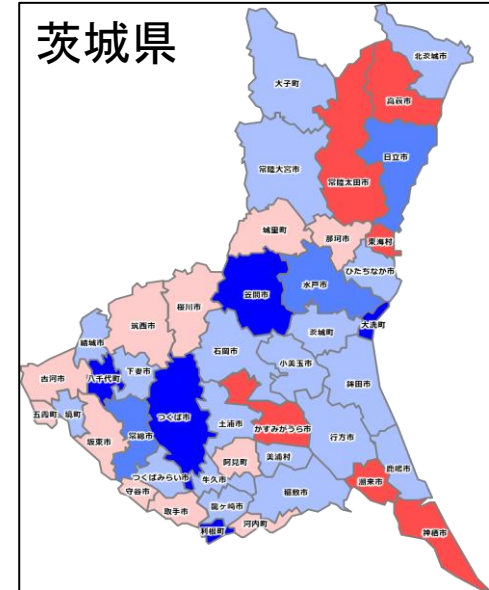 茨城県
北茨城市
大子町
高萩市
日立市
常陸大宮市
常陸太田市
城里町
那珂市
東海村
ひたちなか市
笠間市
水戸市
大洗町
桜川市
筑西市
茨城町
結城市
石岡市
小美玉市
下妻市
八千代町
古河市
鉾田市
つくば市
五霞町
境町
土浦市
かすみがうら市
行方市
常総市
坂東市
阿見町
美浦村
鹿嶋市
つくばみらい市
牛久市
潮来市
守谷市
稲敷市
龍ヶ崎市
取手市
河内町
利根町
神栖市